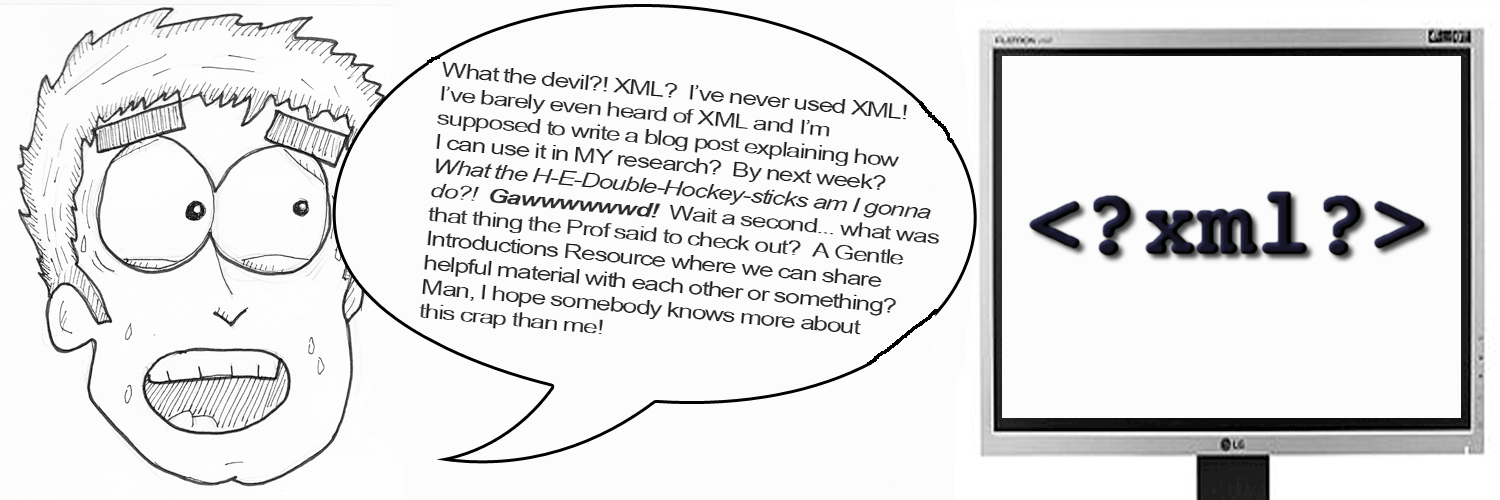 What the devil?! XML?  I've never used XML!
I've barely even heard of XML and I'm
supposed to write a blog post explaining how
I can use it in MY research?  By next week?
What the H-E-Double-Hockey-sticks am I gonna
do?!  Gawwwwwwd!  Wait a second... what was
that thing the Prof said to check out?  A Gentle
Introductions Resource where we can share
helpful material with each other or something?
Man, I hope somebody knows more about
this crap than me!
<?xml?>
LG